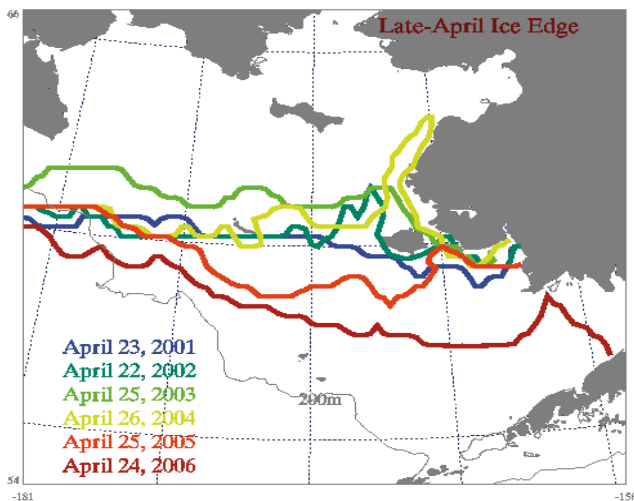 66
Late-April Ice Edge
April 23, 2001
April 22, 2002
April 25, 2003
200m
April 26, 2004
April 25, 2005
April 24, 2006
54
-181